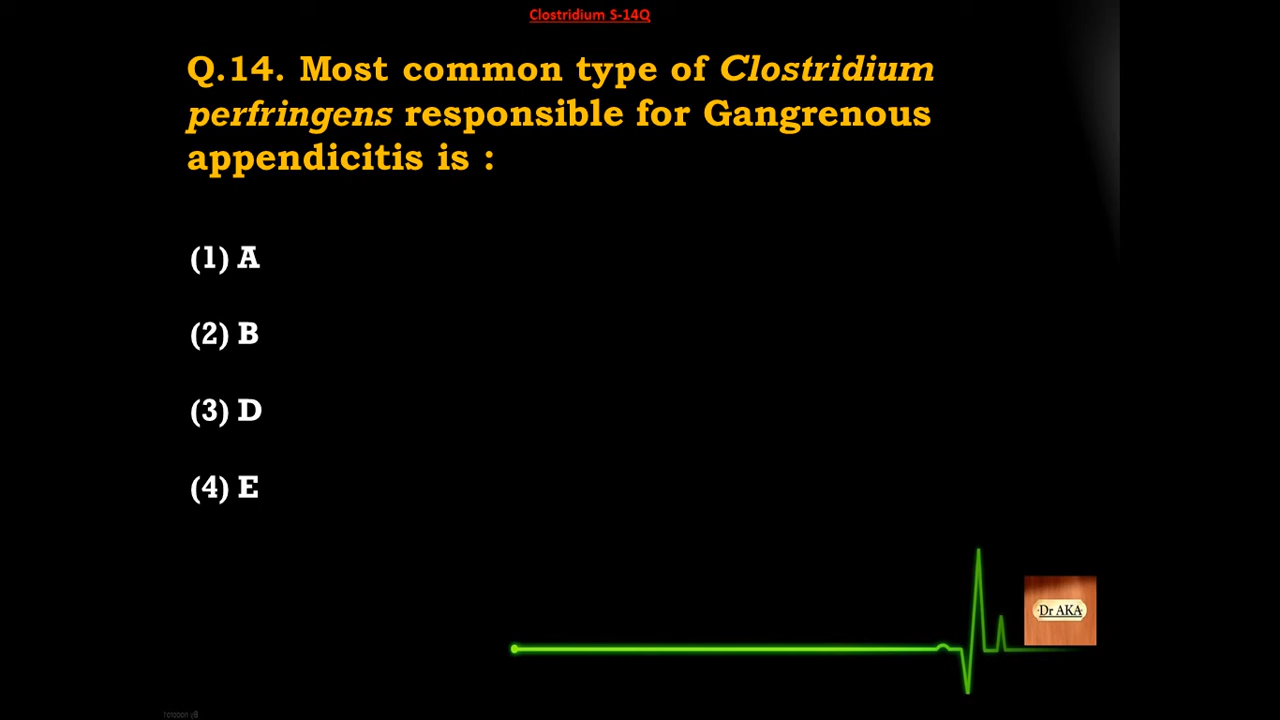 Clostridium S-14Q
Q.14. Most common type of Clostridium
perfringens responsible for Gangrenous
appendicitis is :
(1) A
(2) B
(3) D
(4) E
Dr AKA